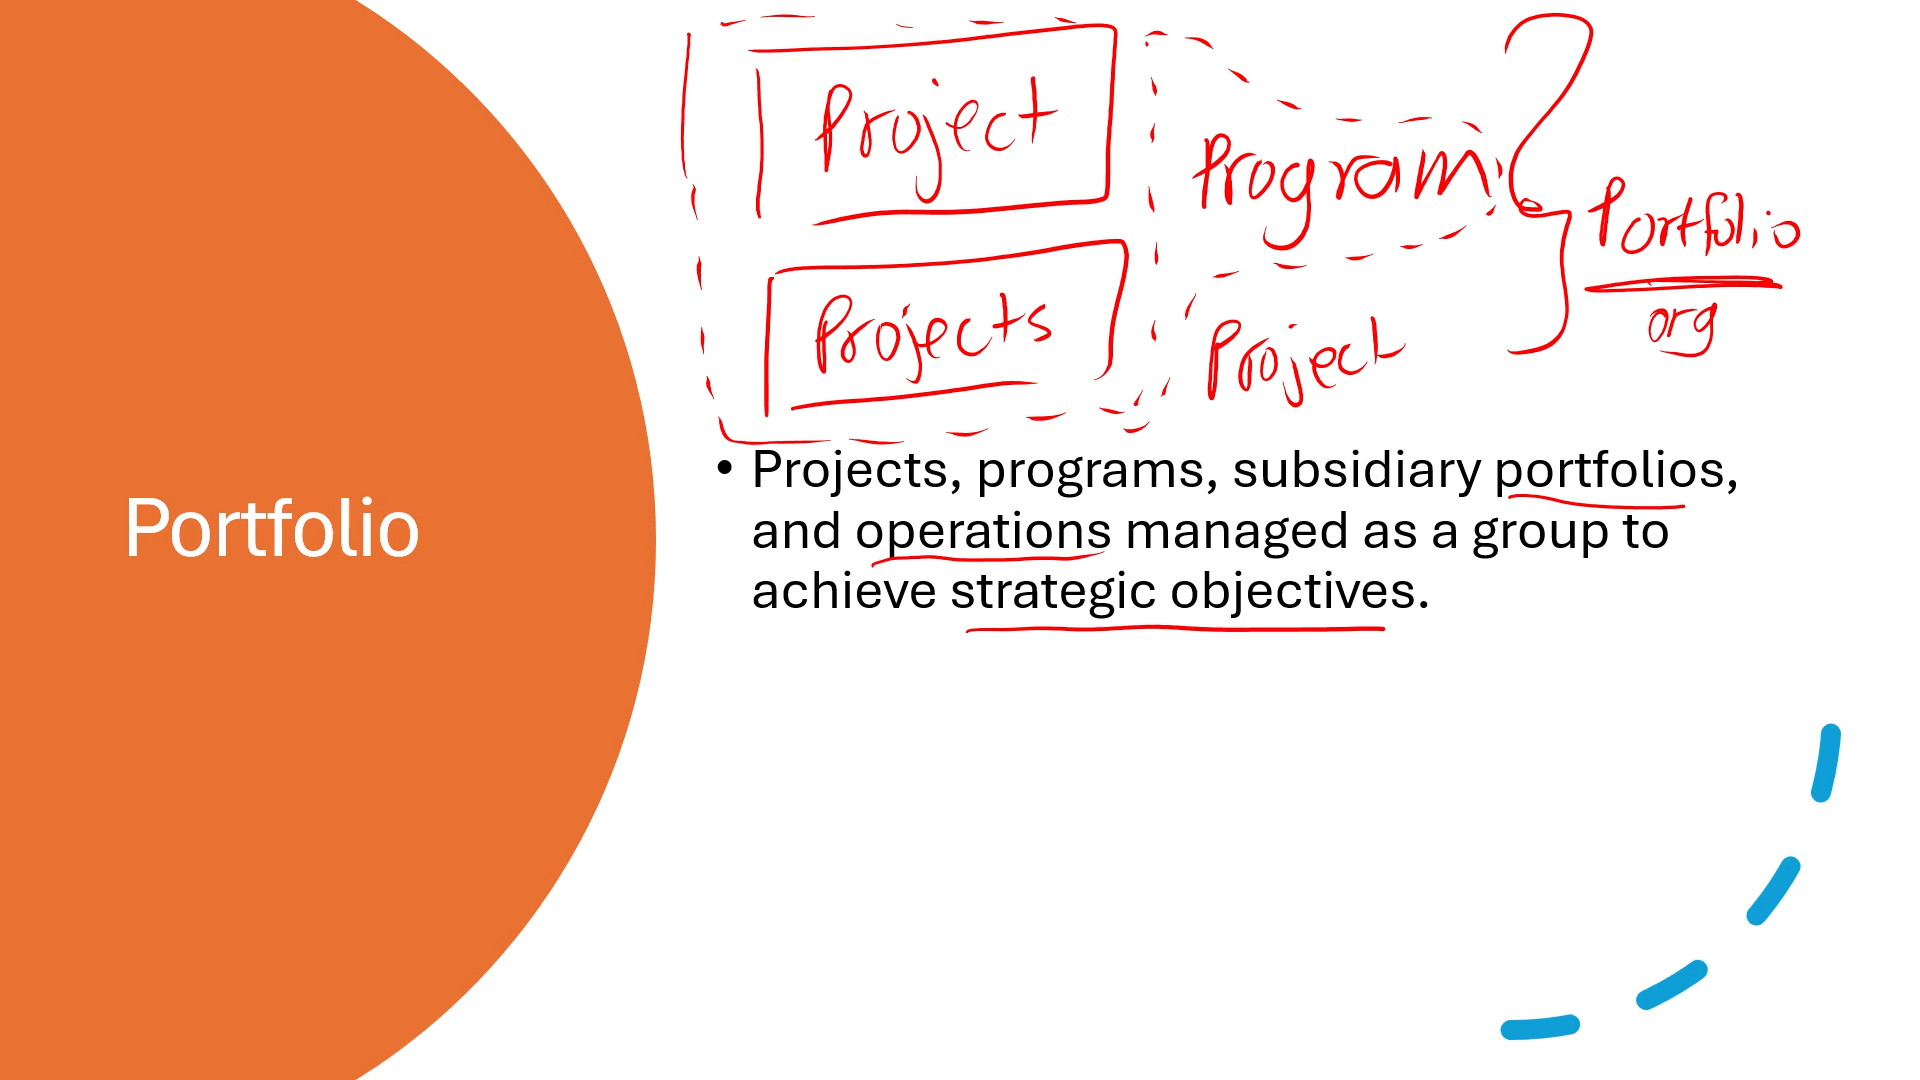 Project
Program
Portfolio
org
Projects
Project
Portfolio
• Projects, programs, subsidiary portfolios,
and operations managed as a group to
achieve strategic objectives.